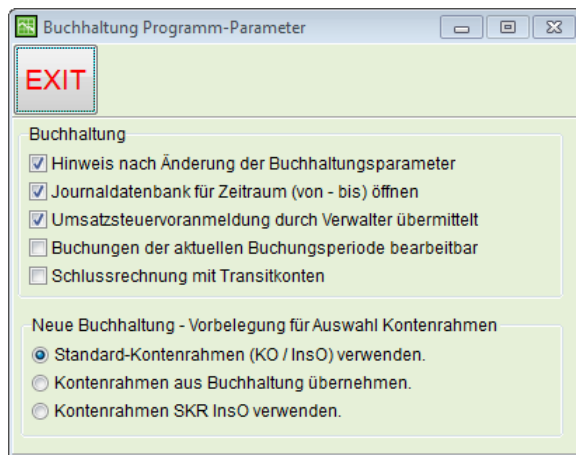 Buchhaltung Programm-Parameter
EXIT
Buchhaltung
Hinweis nach Änderung der Buchhaltungsparameter
Journaldatenbank für Zeitraum (von - bis) öffnen
Umsatzsteuervoranmeldung durch Verwalter übermittelt
Buchungen der aktuellen Buchungsperiode bearbeitbar
Schlussrechnung mit Transitkonten
Neue Buchhaltung - Vorbelegung für Auswahl Kontenrahmen
Standard-Kontenrahmen (KO / InsO) verwenden.
Kontenrahmen aus Buchhaltung übernehmen.
Kontenrahmen SKR InsO verwenden.